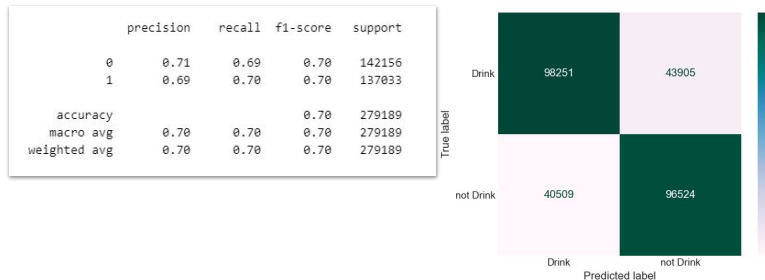 precision recall f1-score support
0 0.71 0.69 0.70 142156
1 0.69 0.70 0.70 137033
accuracy 0.70 279189
macro avg 0.70 0.70 0.70 279189
weighted avg 0.70 0.70 0.70 279189
True label
Drink 98251 43905
not Drink 40509 96524
Drink not Drink
Predicted label